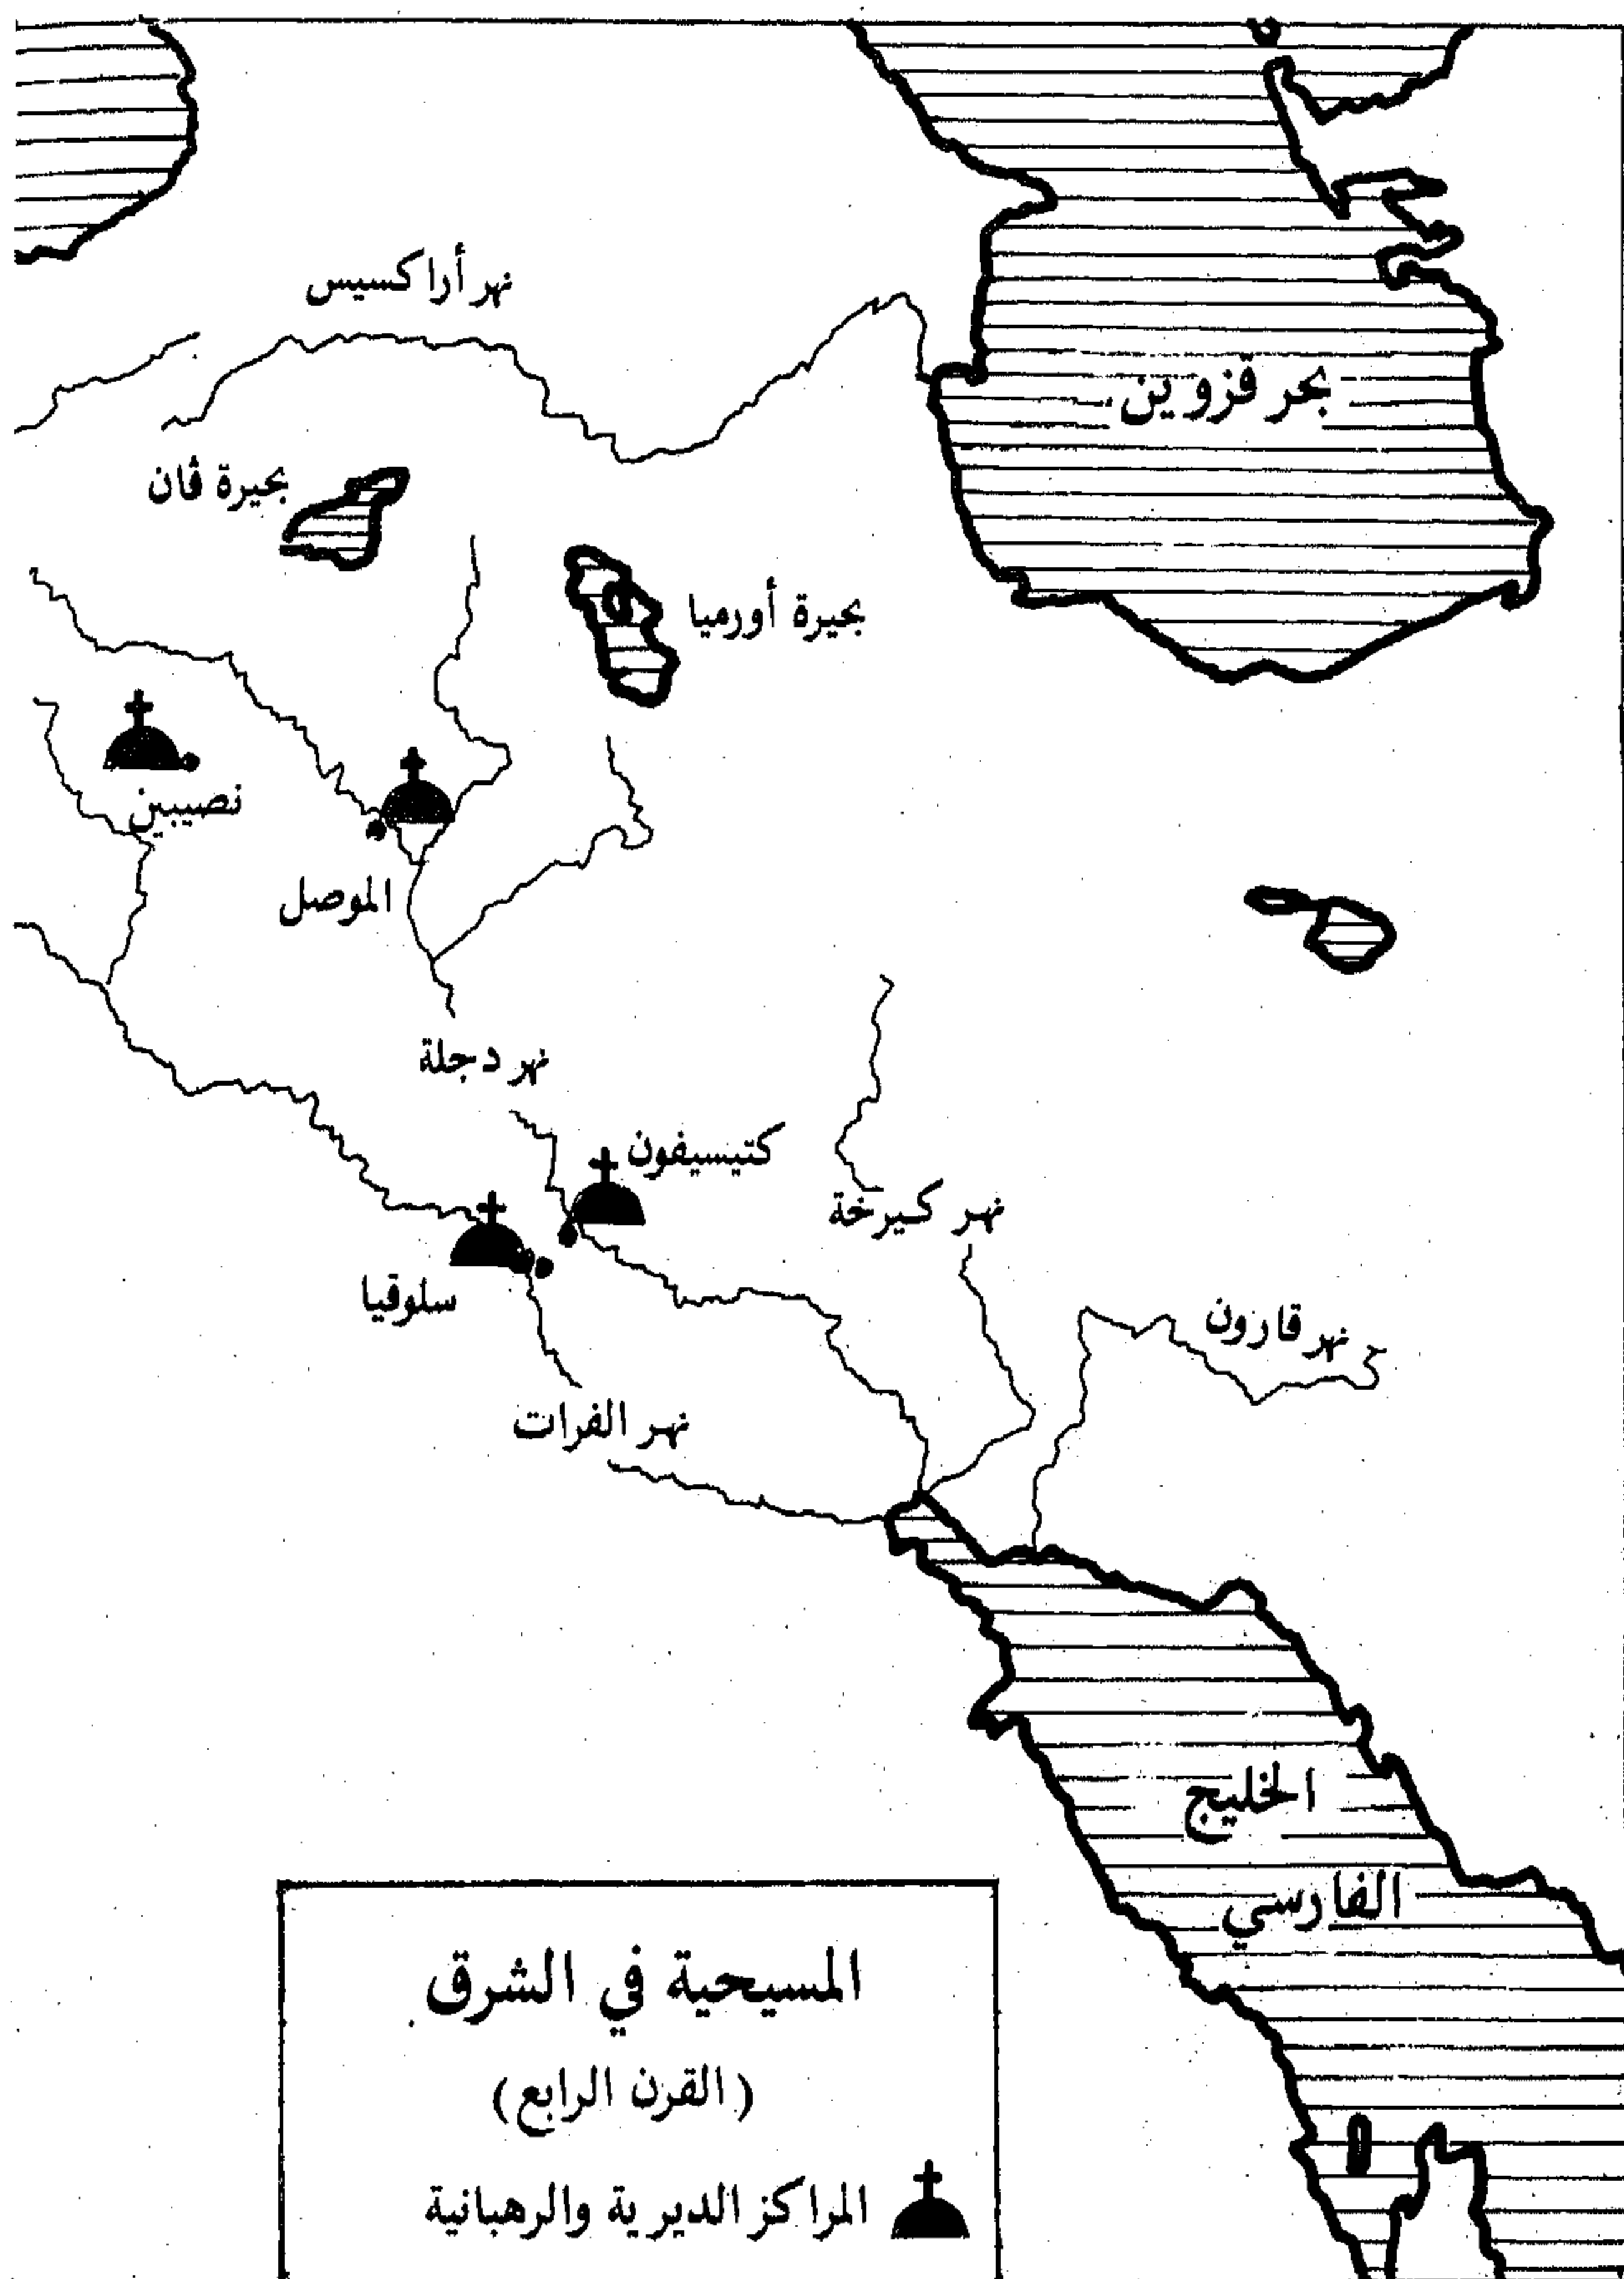 نهر أراكسيس
بحر قزوين
بحيرة ڤان
بحيرة أورميا
نصيبين
الموصل
نهر دجلة
كتيسيفون
نهر كيرخة
سلوقيا
نهر قارون
نهر الفرات
الخليج
الفارسي
المسيحية في الشرق
(القرن الرابع)
المراكز الديرية والرهبانية